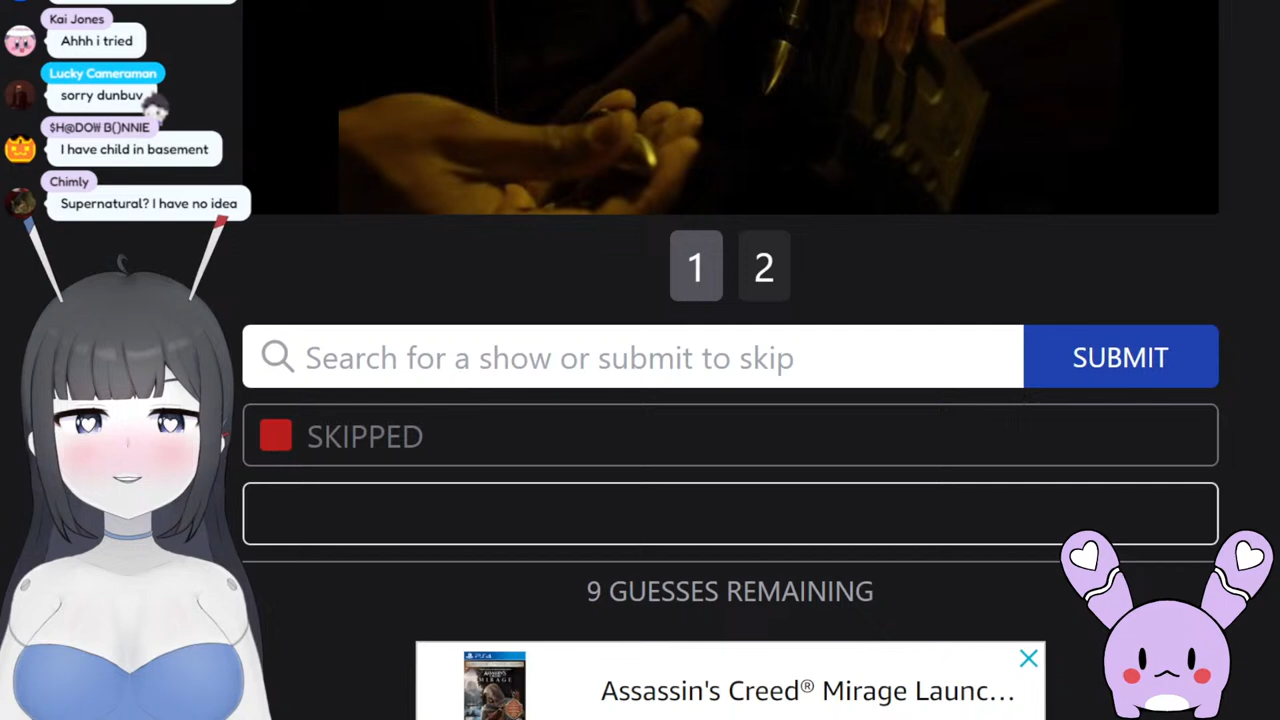 Kai Jones
Ahhh i tried
Lucky Cameraman
sorry dunbuv
$H@DO₩ B()NNIE
I have child in basement
Chimly
Supernatural? I have no idea
1 2
Search for a show or submit to skip SUBMIT
SKIPPED
9 GUESSES REMAINING
Assassin's Creed® Mirage Launc...